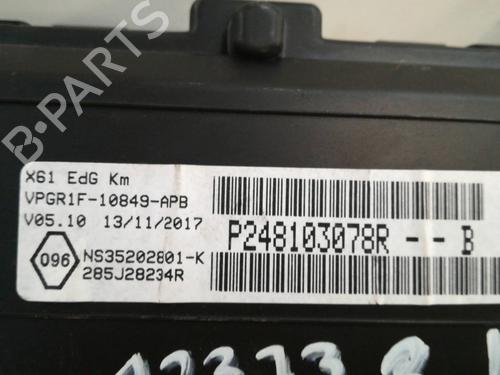 B-PARTS
X61 EdG Km
VPGR1F-10849-APB
V05.10 13/11/2017
P248103078R -- B
096
NS35202801-K
285J28234R